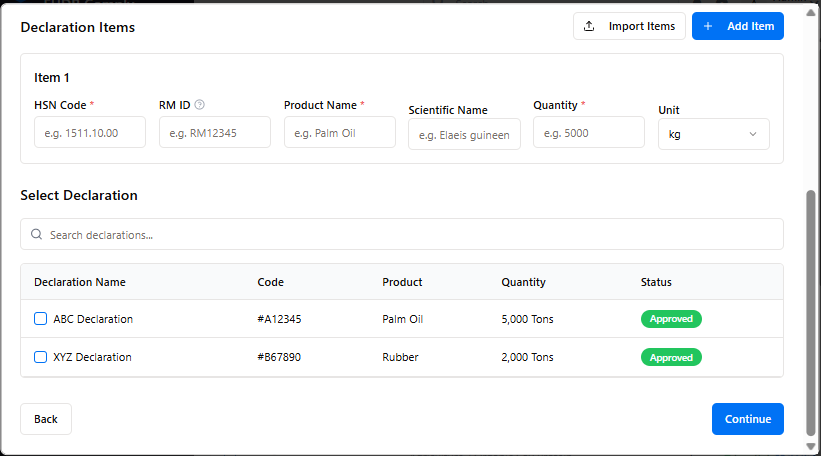 Declaration Items
Import Items
+ Add Item
Item 1
HSN Code * RM ID Product Name * Scientific Name Quantity * Unit
e.g. 1511.10.00 e.g. RM12345 e.g. Palm Oil e.g. Elaeis guineen e.g. 5000 kg
Select Declaration
Search declarations...
Declaration Name Code Product Quantity Status
ABC Declaration #A12345 Palm Oil 5,000 Tons Approved
XYZ Declaration #B67890 Rubber 2,000 Tons Approved
Back
Continue